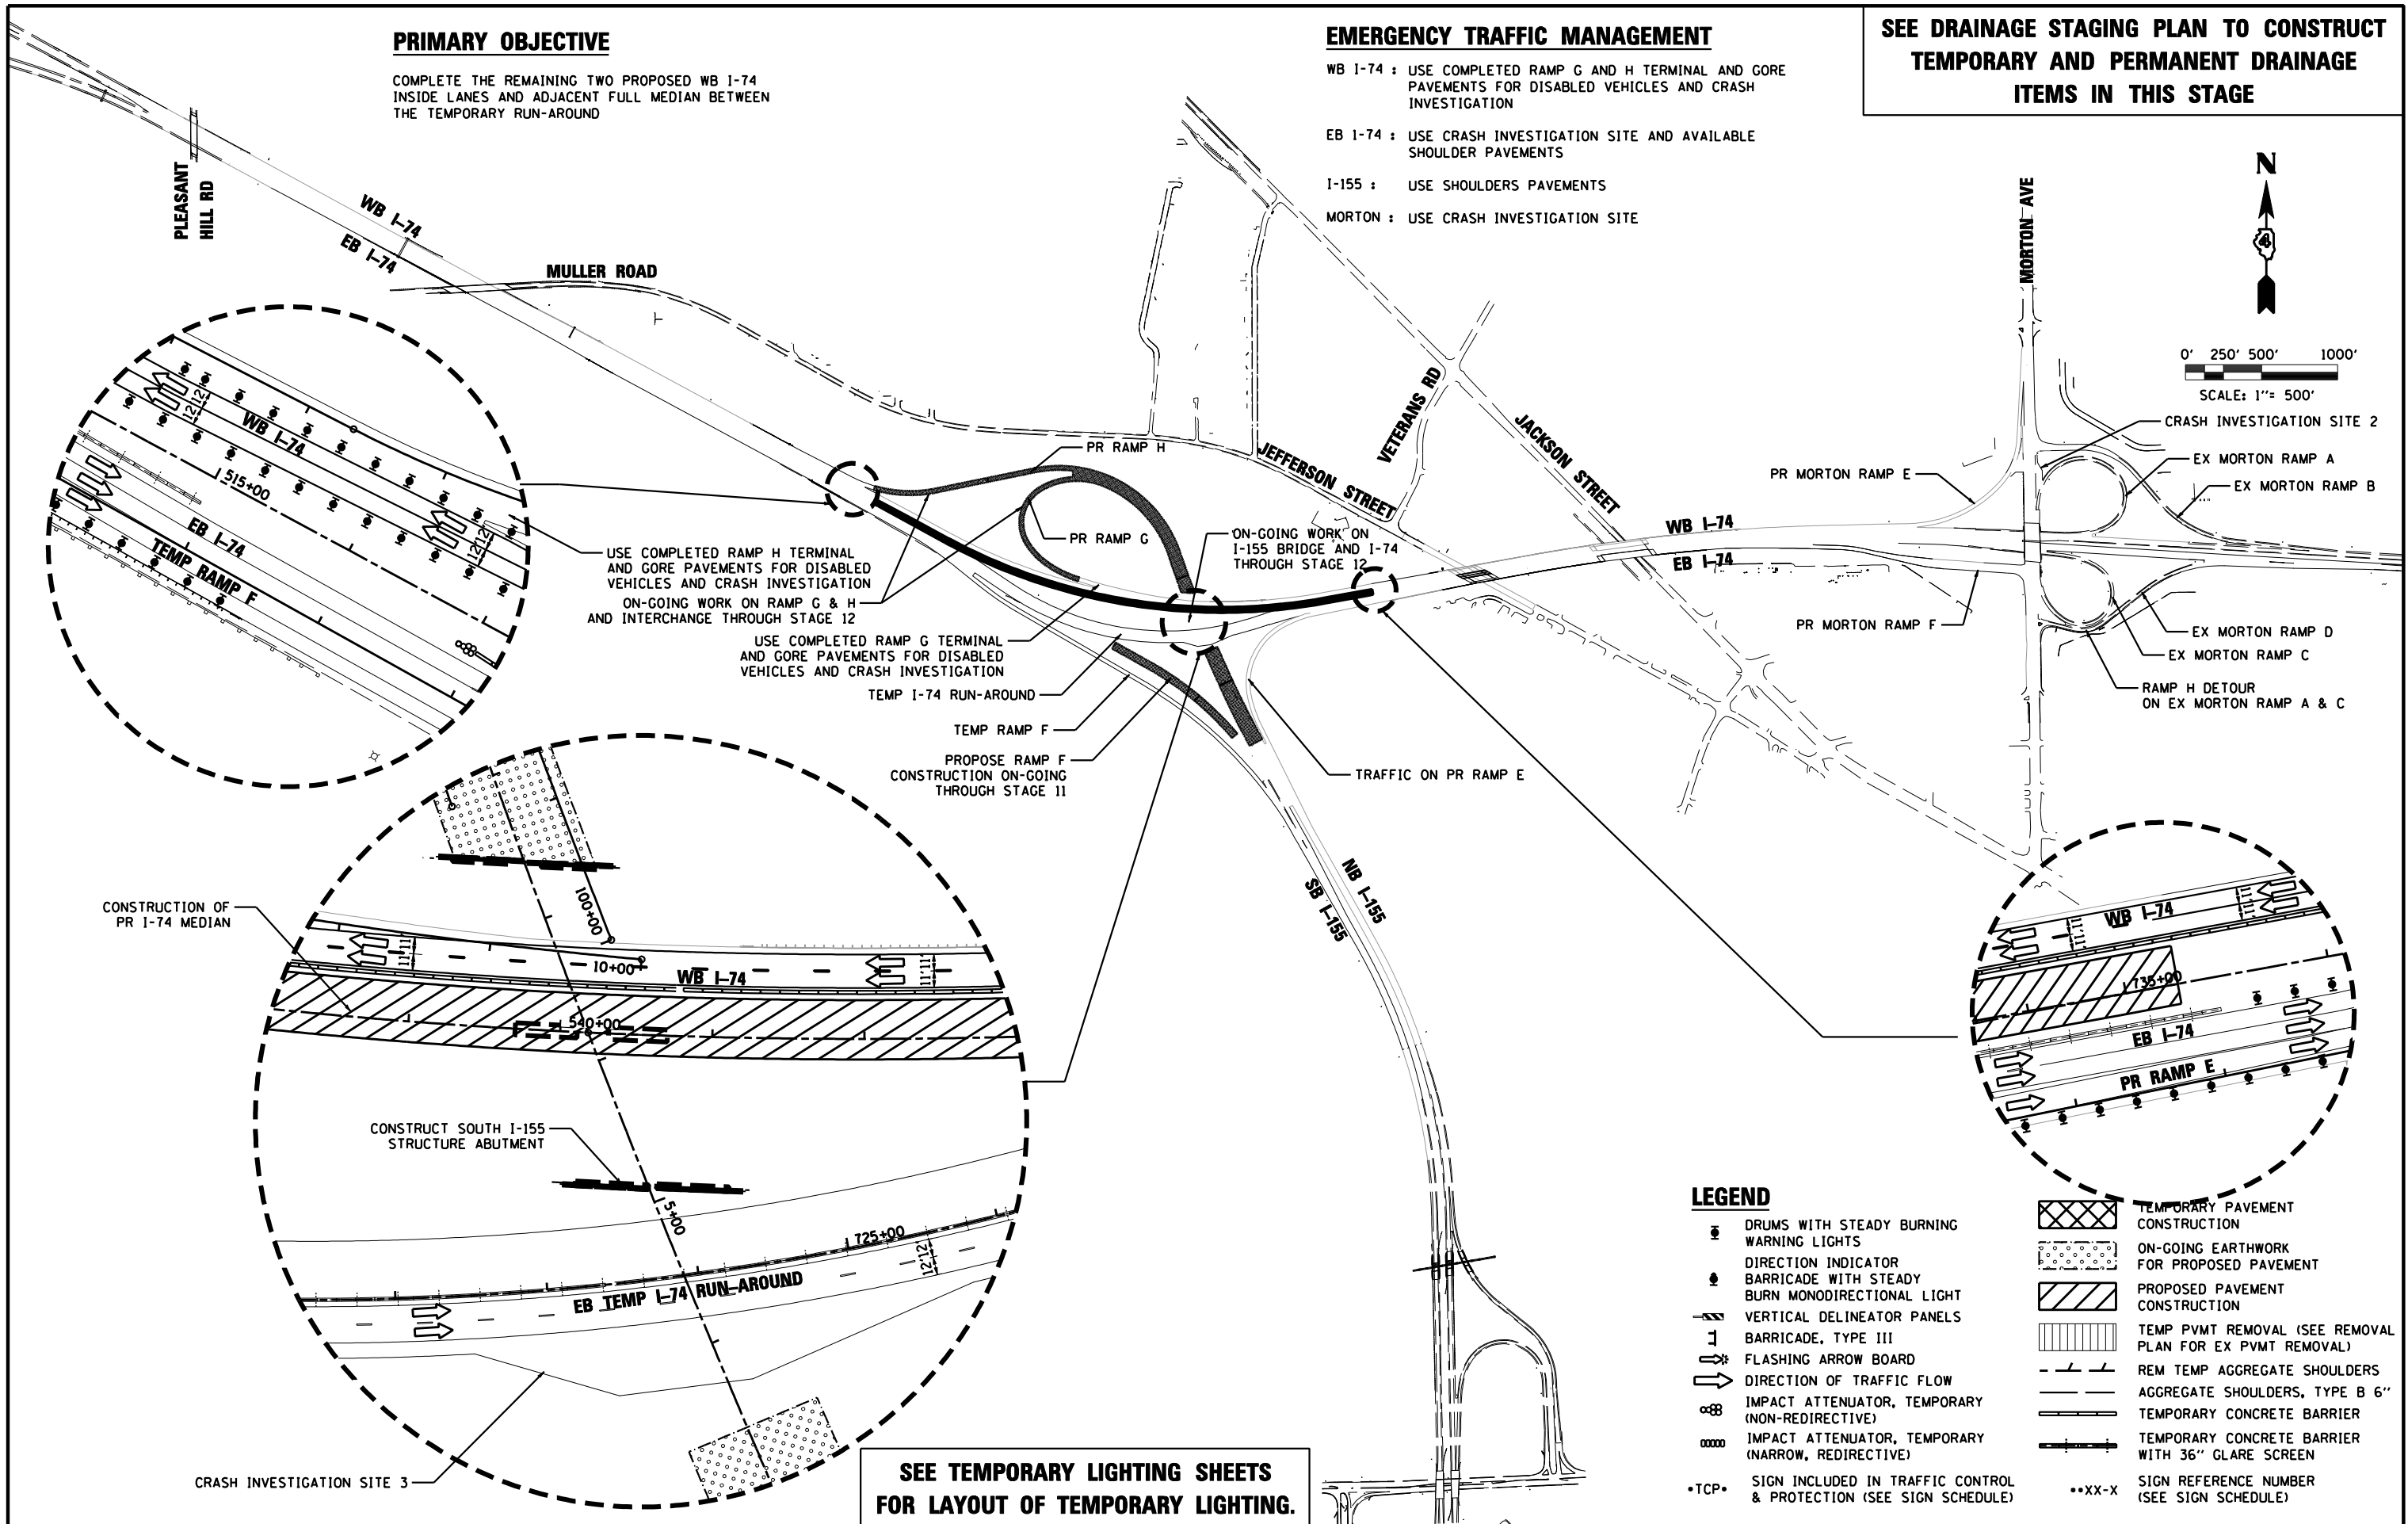 PRIMARY OBJECTIVE
COMPLETE THE REMAINING TWO PROPOSED WB I-74
INSIDE LANES AND ADJACENT FULL MEDIAN BETWEEN
THE TEMPORARY RUN-AROUND
EMERGENCY TRAFFIC MANAGEMENT
WB I-74 : USE COMPLETED RAMP G AND H TERMINAL AND GORE
PAVEMENTS FOR DISABLED VEHICLES AND CRASH
INVESTIGATION
EB I-74 : USE CRASH INVESTIGATION SITE AND AVAILABLE
SHOULDER PAVEMENTS
I-155 : USE SHOULDERS PAVEMENTS
MORTON : USE CRASH INVESTIGATION SITE
SEE DRAINAGE STAGING PLAN TO CONSTRUCT
TEMPORARY AND PERMANENT DRAINAGE
ITEMS IN THIS STAGE
N
4
0' 250' 500' 1000'
SCALE: 1"= 500'
PLEASANT
HILL RD
WB I-74
EB I-74
MULLER ROAD
JEFFERSON STREET
VETERANS RD
JACKSON STREET
MORTON AVE
WB I-74
EB I-74
CRASH INVESTIGATION SITE 2
EX MORTON RAMP A
EX MORTON RAMP B
PR MORTON RAMP E
PR MORTON RAMP F
EX MORTON RAMP D
EX MORTON RAMP C
RAMP H DETOUR
ON EX MORTON RAMP A & C
PR RAMP H
PR RAMP G
ON-GOING WORK ON
I-155 BRIDGE AND I-74
THROUGH STAGE 12
USE COMPLETED RAMP H TERMINAL
AND GORE PAVEMENTS FOR DISABLED
VEHICLES AND CRASH INVESTIGATION
ON-GOING WORK ON RAMP G & H
AND INTERCHANGE THROUGH STAGE 12
USE COMPLETED RAMP G TERMINAL
AND GORE PAVEMENTS FOR DISABLED
VEHICLES AND CRASH INVESTIGATION
TEMP I-74 RUN-AROUND
TEMP RAMP F
PROPOSE RAMP F
CONSTRUCTION ON-GOING
THROUGH STAGE 11
TRAFFIC ON PR RAMP E
NB I-155
SB I-155
12'12'
WB I-74
515+00
EB I-74
12'12'
TEMP RAMP F
CONSTRUCTION OF
PR I-74 MEDIAN
100+00
11'11'
10+00
WB I-74
11'11'
540+00
CONSTRUCT SOUTH I-155
STRUCTURE ABUTMENT
5+00
725+00
12'12'
EB TEMP I-74 RUN-AROUND
CRASH INVESTIGATION SITE 3
11'11'
WB I-74
11'11'
735+00
EB I-74
PR RAMP E
SEE TEMPORARY LIGHTING SHEETS
FOR LAYOUT OF TEMPORARY LIGHTING.
LEGEND
DRUMS WITH STEADY BURNING
WARNING LIGHTS
DIRECTION INDICATOR
BARRICADE WITH STEADY
BURN MONODIRECTIONAL LIGHT
VERTICAL DELINEATOR PANELS
BARRICADE, TYPE III
FLASHING ARROW BOARD
DIRECTION OF TRAFFIC FLOW
IMPACT ATTENUATOR, TEMPORARY
(NON-REDIRECTIVE)
IMPACT ATTENUATOR, TEMPORARY
(NARROW, REDIRECTIVE)
•TCP• SIGN INCLUDED IN TRAFFIC CONTROL
& PROTECTION (SEE SIGN SCHEDULE)
TEMPORARY PAVEMENT
CONSTRUCTION
ON-GOING EARTHWORK
FOR PROPOSED PAVEMENT
PROPOSED PAVEMENT
CONSTRUCTION
TEMP PVMT REMOVAL (SEE REMOVAL
PLAN FOR EX PVMT REMOVAL)
REM TEMP AGGREGATE SHOULDERS
AGGREGATE SHOULDERS, TYPE B 6"
TEMPORARY CONCRETE BARRIER
TEMPORARY CONCRETE BARRIER
WITH 36" GLARE SCREEN
••XX-X SIGN REFERENCE NUMBER
(SEE SIGN SCHEDULE)